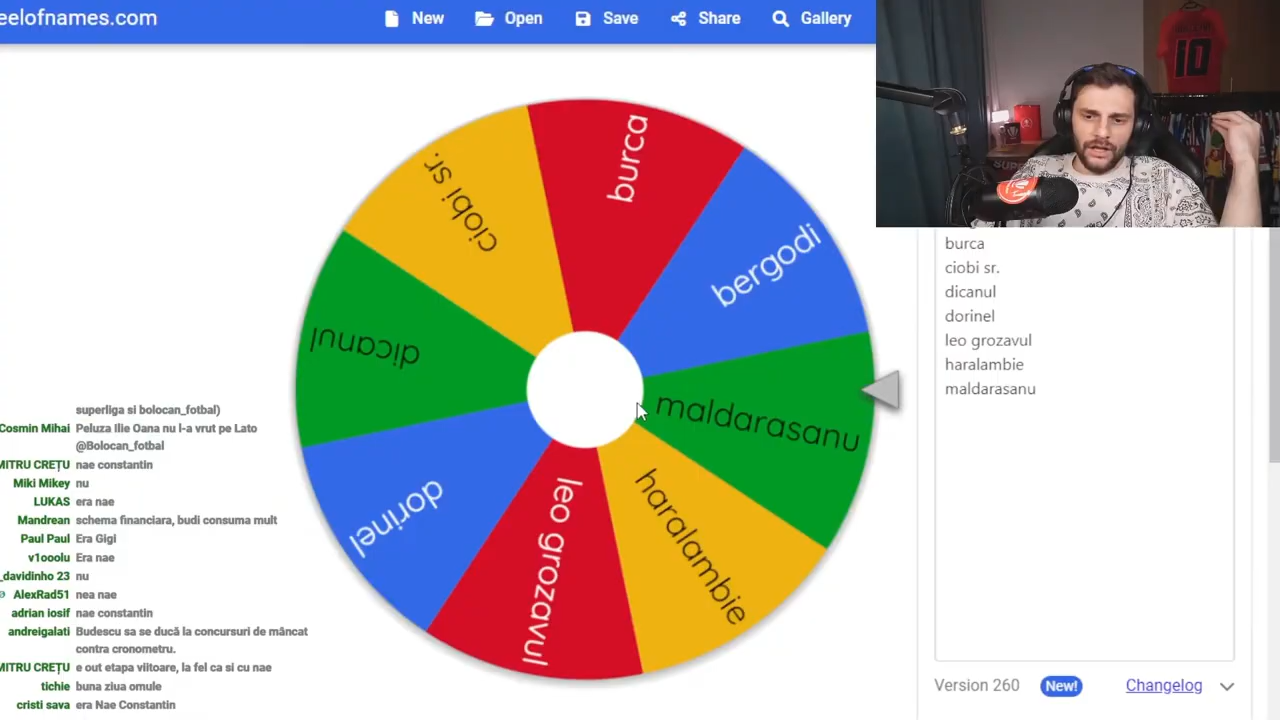 eelofnames.com
New
Open
Save
Share
Gallery
10
burca
ciobi sr.
bergodi
dicanul
maldarasanu
dorinel
leo grozavul
haralambie
burca
ciobi sr.
dicanul
dorinel
leo grozavul
haralambie
maldarasanu
superliga si bolocan_fotbal)
Cosmin Mihai Peluza Ilie Oana nu l-a vrut pe Lato
@Bolocan_fotbal
MITRU CREȚU nae constantin
Miki Mikey nu
LUKAS era nae
Mandrean schema financiara, budi consuma mult
Paul Paul Era Gigi
v1ooolu Era nae
_davidinho 23 nu
AlexRad51 nea nae
adrian iosif nae constantin
andreigalati Budescu sa se ducă la concursuri de mâncat
contra cronometru.
MITRU CREȚU e out etapa viitoare, la fel ca si cu nae
tichie buna ziua omule
cristi sava era Nae Constantin
Version 260
New!
Changelog